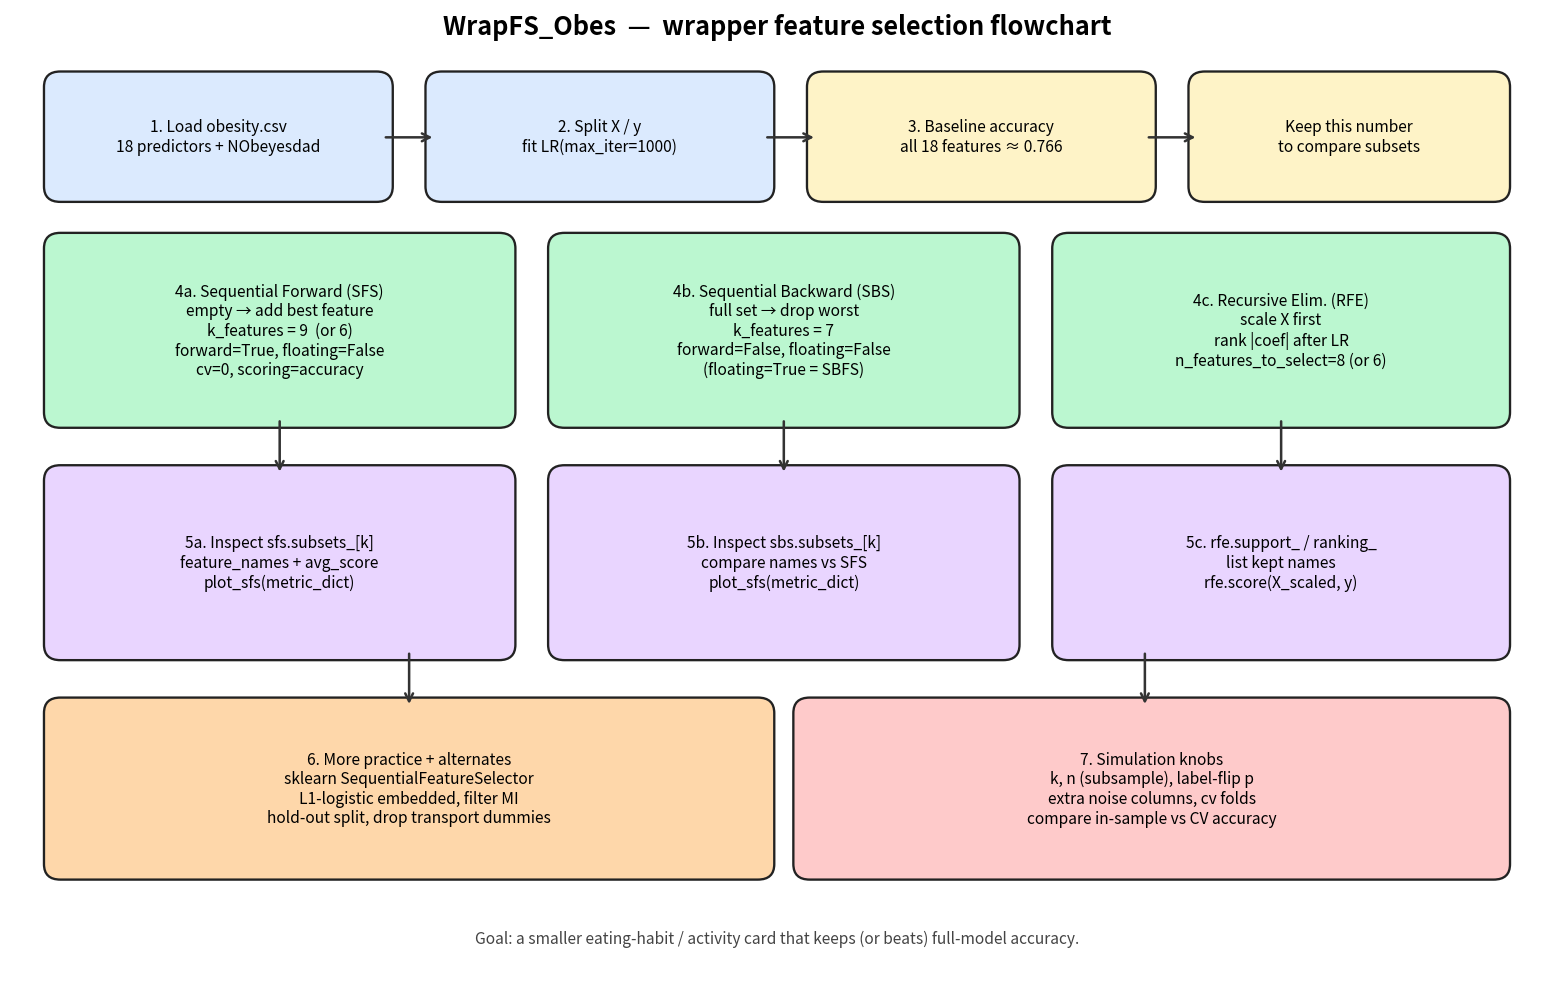 WrapFS_Obes — wrapper feature selection flowchart
1. Load obesity.csv
18 predictors + NObeyesdad
2. Split X / y
fit LR(max_iter=1000)
3. Baseline accuracy
all 18 features ≈ 0.766
Keep this number
to compare subsets
4a. Sequential Forward (SFS)
empty → add best feature
k_features = 9 (or 6)
forward=True, floating=False
cv=0, scoring=accuracy
4b. Sequential Backward (SBS)
full set → drop worst
k_features = 7
forward=False, floating=False
(floating=True = SBFS)
4c. Recursive Elim. (RFE)
scale X first
rank |coef| after LR
n_features_to_select=8 (or 6)
5a. Inspect sfs.subsets_[k]
feature_names + avg_score
plot_sfs(metric_dict)
5b. Inspect sbs.subsets_[k]
compare names vs SFS
plot_sfs(metric_dict)
5c. rfe.support_ / ranking_
list kept names
rfe.score(X_scaled, y)
6. More practice + alternates
sklearn SequentialFeatureSelector
L1-logistic embedded, filter MI
hold-out split, drop transport dummies
7. Simulation knobs
k, n (subsample), label-flip p
extra noise columns, cv folds
compare in-sample vs CV accuracy
Goal: a smaller eating-habit / activity card that keeps (or beats) full-model accuracy.